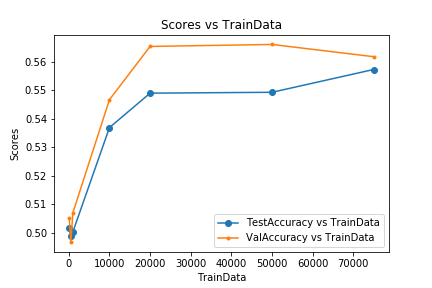 Scores vs TrainData
0.56
0.55
0.54
0.53
0.52
0.51
0.50
Scores
TestAccuracy vs TrainData
ValAccuracy vs TrainData
0 10000 20000 30000 40000 50000 60000 70000
TrainData